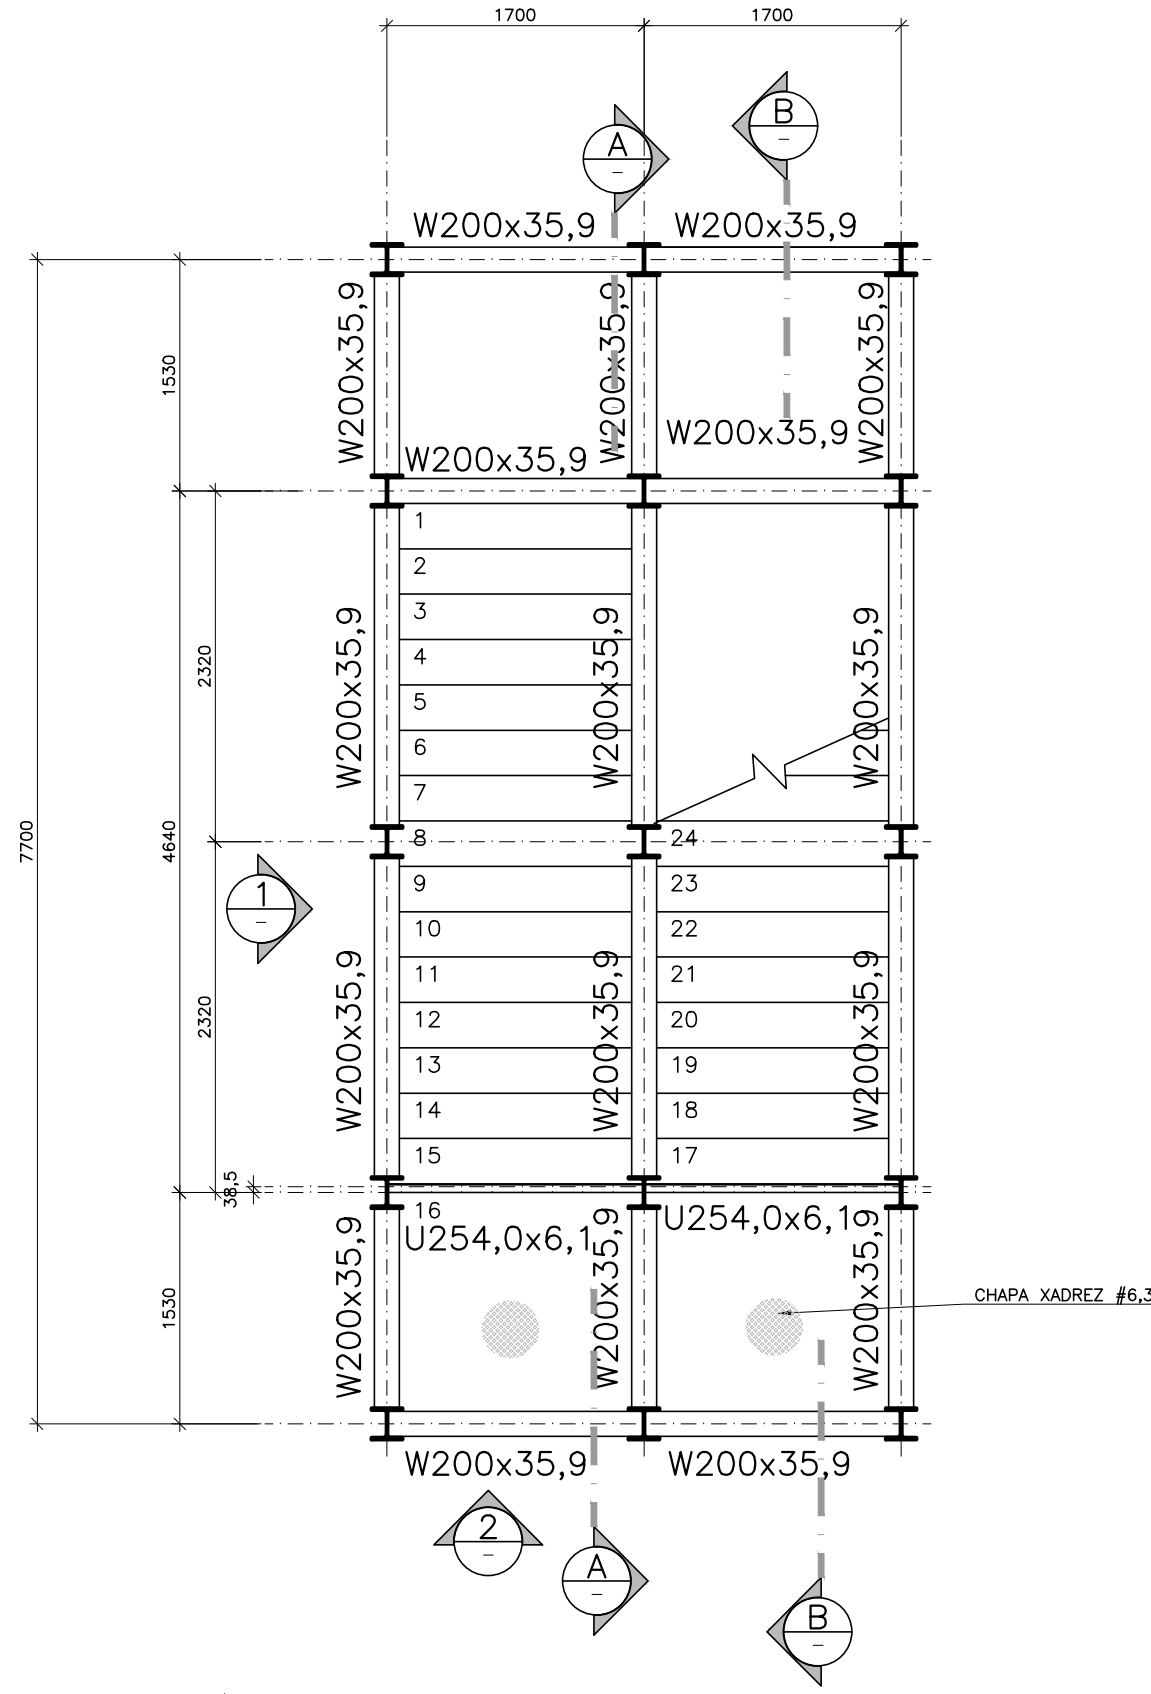 1700
1700
B
-
A
-
W200x35,9
W200x35,9
W200x35,9
W200x35,9
W200x35,9
1530
W200x35,9
W200x35,9
1
2
3
4
5
6
7
8
9
10
11
12
13
14
15
16
24
23
22
21
20
19
18
17
W200x35,9
W200x35,9
W200x35,9
2320
7700
4640
1
-
2320
W200x35,9
W200x35,9
W200x35,9
38,5
U254,0x6,1
U254,0x6,1
1530
W200x35,9
W200x35,9
W200x35,9
CHAPA XADREZ #6,3
W200x35,9
W200x35,9
2
-
A
-
B
-